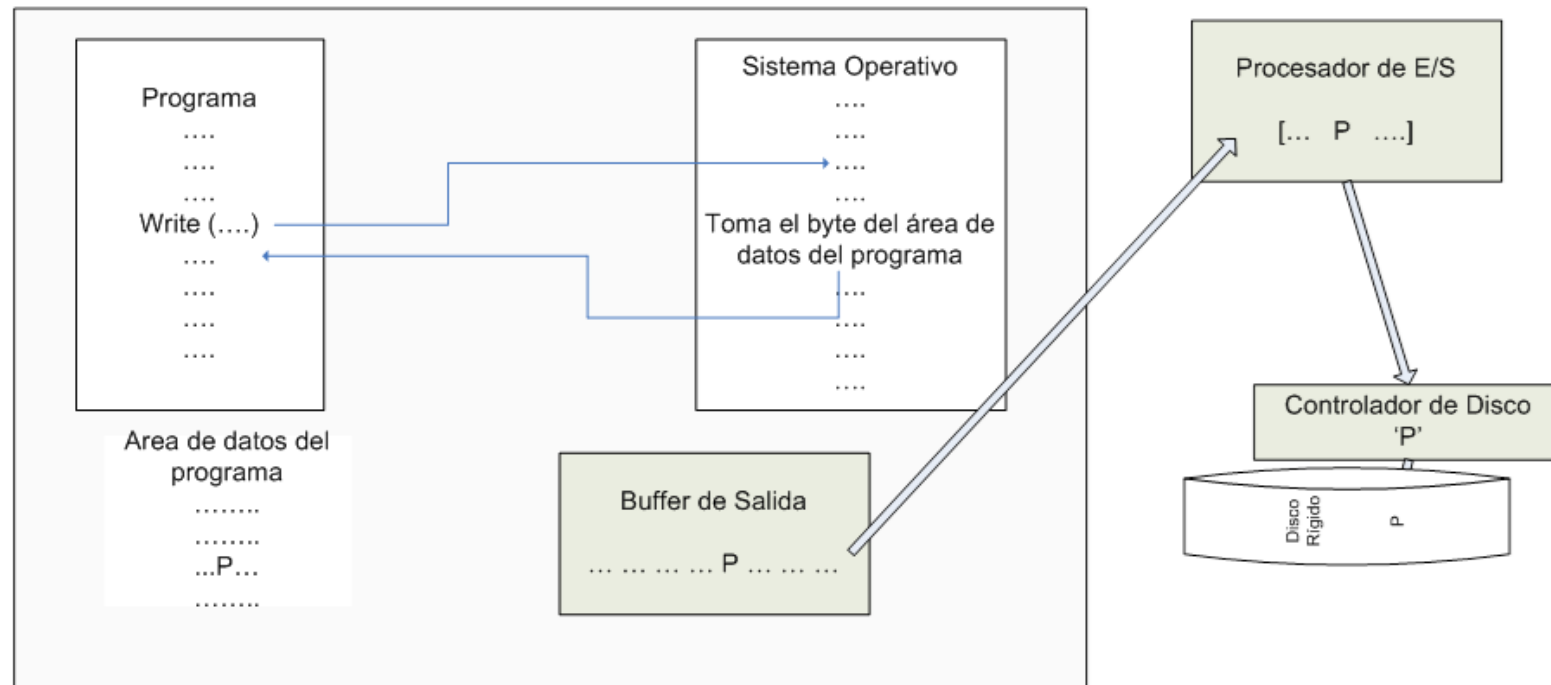 Programa
....
....
....
Write (....)
....
....
....
....
Area de datos del
programa
........
........
...P...
........
Sistema Operativo
....
....
....
....
Toma el byte del área de
datos del programa
....
....
....
....
Buffer de Salida
... ... ... ... P ... ... ...
Procesador de E/S
[... P ....]
Controlador de Disco
‘P’
Disco
Rígido
P